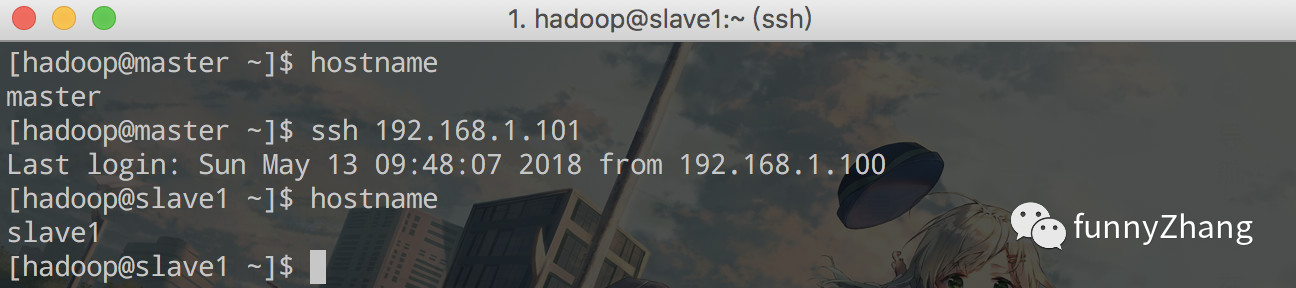 1. hadoop@slave1:~ (ssh)
[hadoop@master ~]$ hostname
master
[hadoop@master ~]$ ssh 192.168.1.101
Last login: Sun May 13 09:48:07 2018 from 192.168.1.100
[hadoop@slave1 ~]$ hostname
slave1
[hadoop@slave1 ~]$
funnyZhang